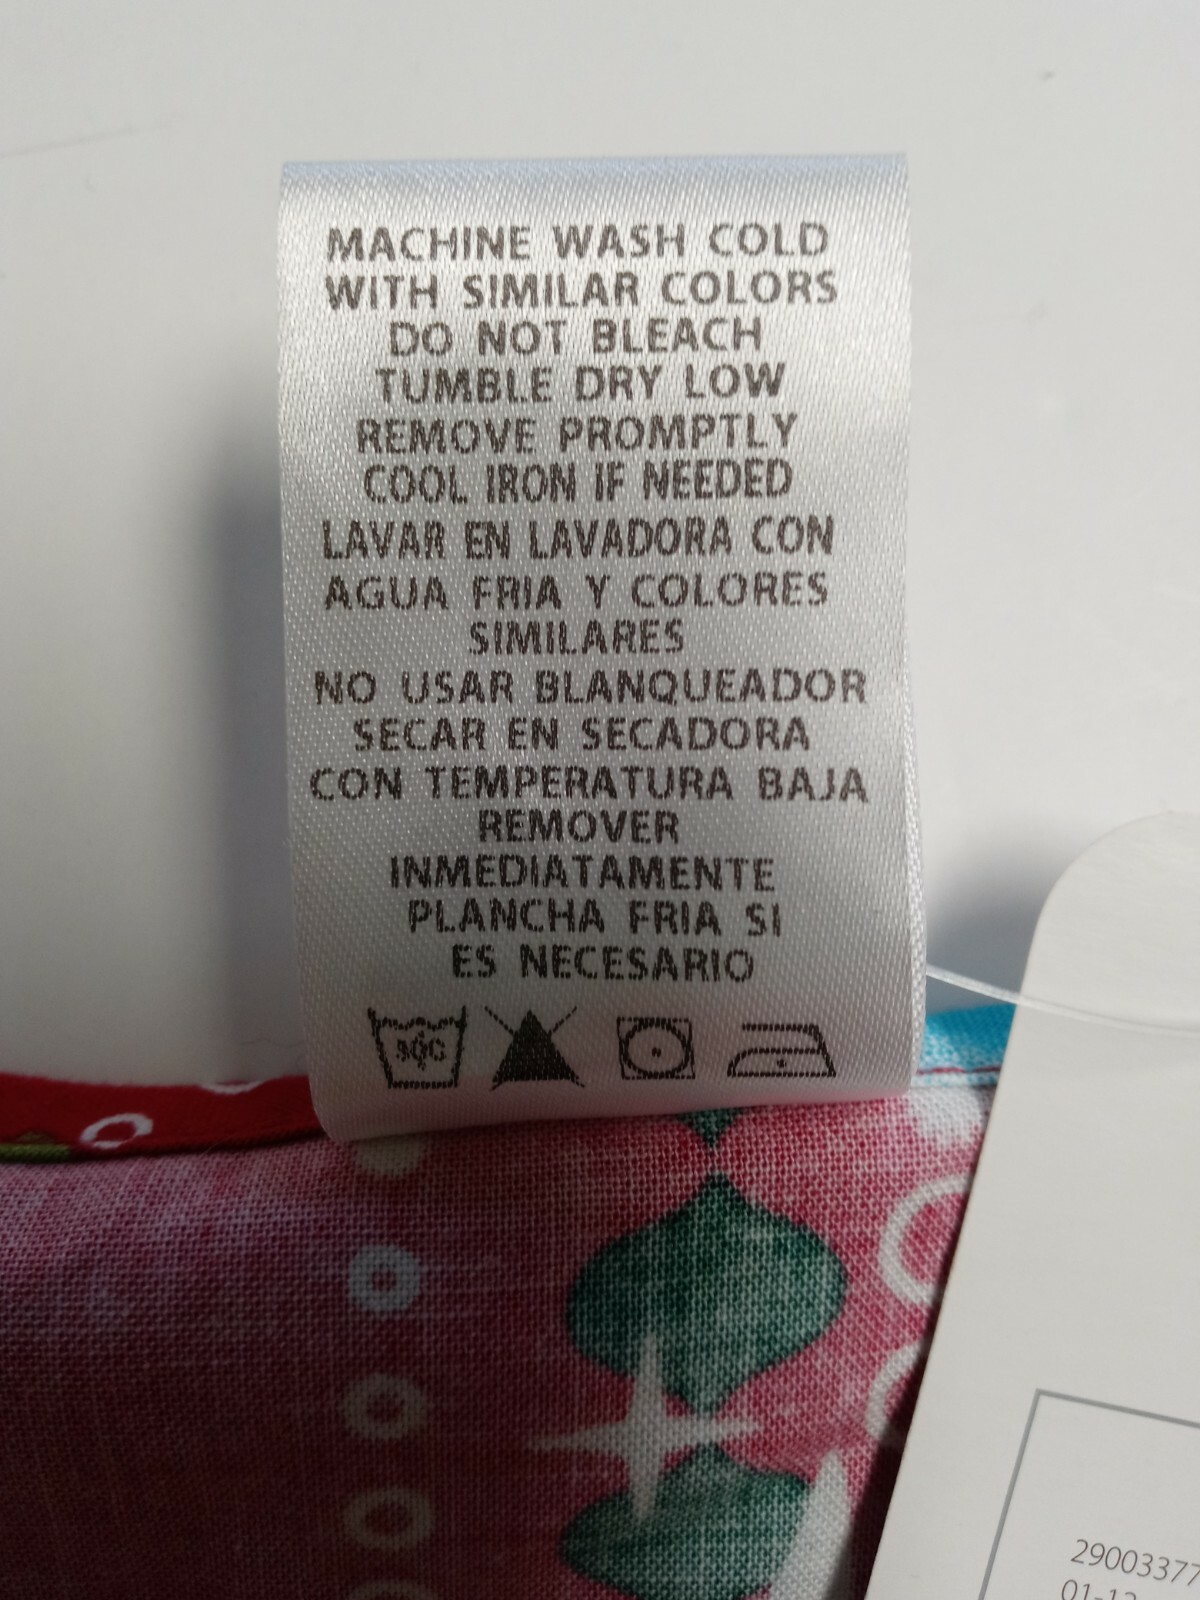 MACHINE WASH COLD
WITH SIMILAR COLORS
DO NOT BLEACH
TUMBLE DRY LOW
REMOVE PROMPTLY
COOL IRON IF NEEDED
LAVAR EN LAVADORA CON
AGUA FRIA Y COLORES
SIMILARES
NO USAR BLANQUEADOR
SECAR EN SECADORA
CON TEMPERATURA BAJA
REMOVER
INMEDIATAMENTE
PLANCHA FRIA SI
ES NECESARIO
29003377